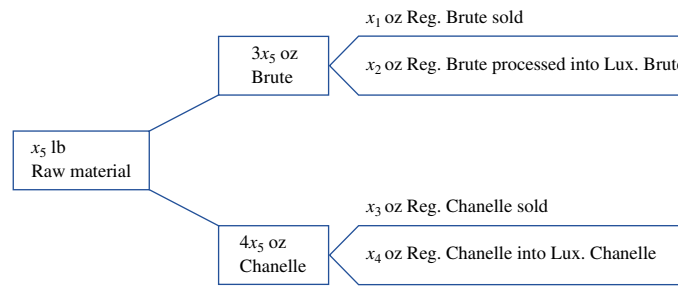 x₁ oz Reg. Brute sold
3x₅ oz
Brute
x₂ oz Reg. Brute processed into Lux. Brute
x₅ lb
Raw material
x₃ oz Reg. Chanelle sold
4x₅ oz
Chanelle
x₄ oz Reg. Chanelle into Lux. Chanelle